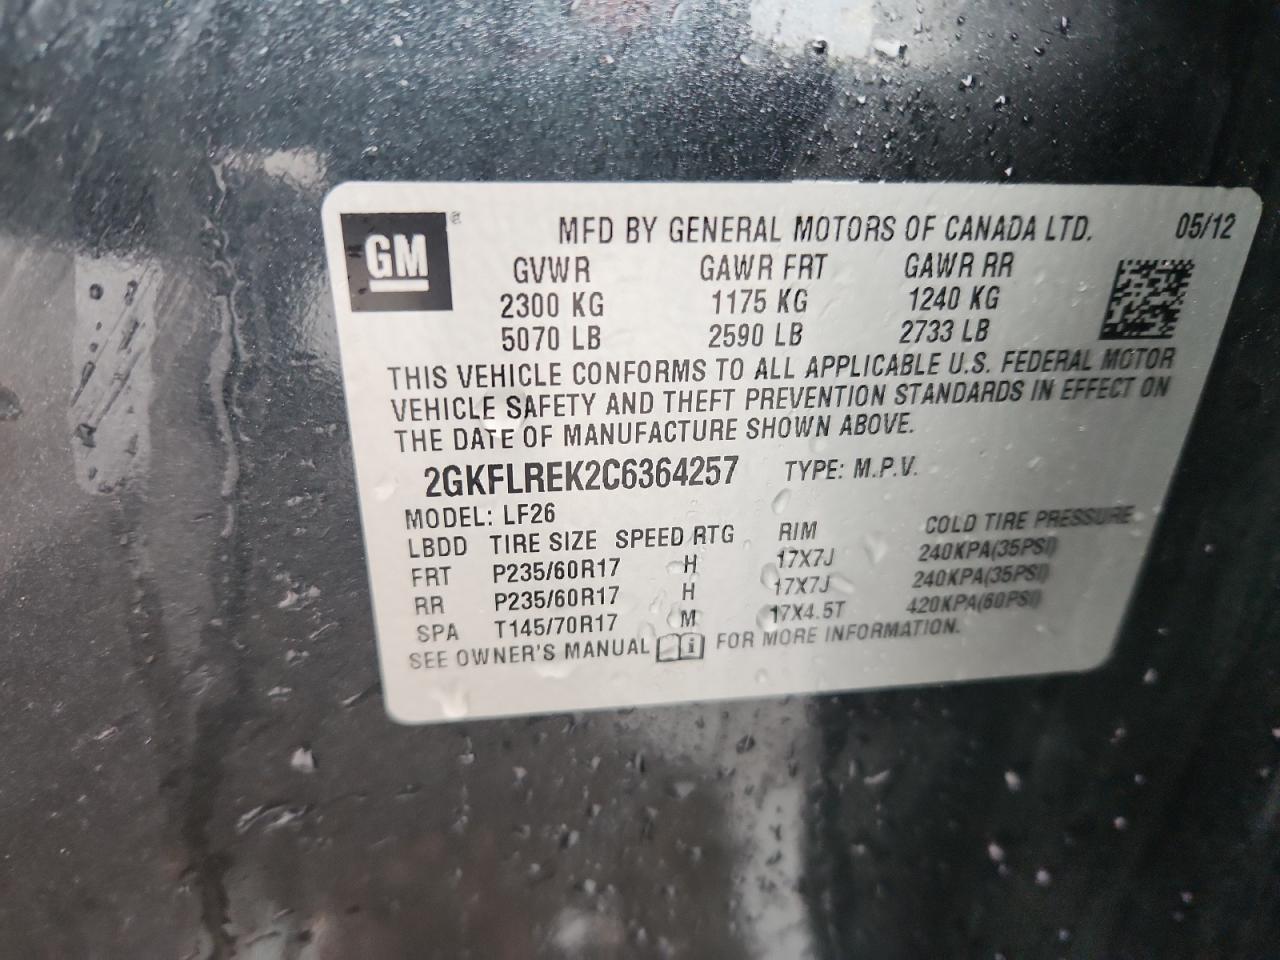 GM ® MFD BY GENERAL MOTORS OF CANADA LTD. 05/12
GVWR GAWR FRT GAWR RR
2300 KG 1175 KG 1240 KG
5070 LB 2590 LB 2733 LB
THIS VEHICLE CONFORMS TO ALL APPLICABLE U.S. FEDERAL MOTOR
VEHICLE SAFETY AND THEFT PREVENTION STANDARDS IN EFFECT ON
THE DATE OF MANUFACTURE SHOWN ABOVE.
2GKFLREK2C6364257 TYPE: M.P.V.
MODEL: LF26
LBDD TIRE SIZE SPEED RTG RIM COLD TIRE PRESSURE
FRT P235/60R17 H 17X7J 240KPA(35PSI)
RR P235/60R17 H 17X7J 240KPA(35PSI)
SPA T145/70R17 M 17X4.5T 420KPA(60PSI)
SEE OWNER'S MANUAL i FOR MORE INFORMATION.